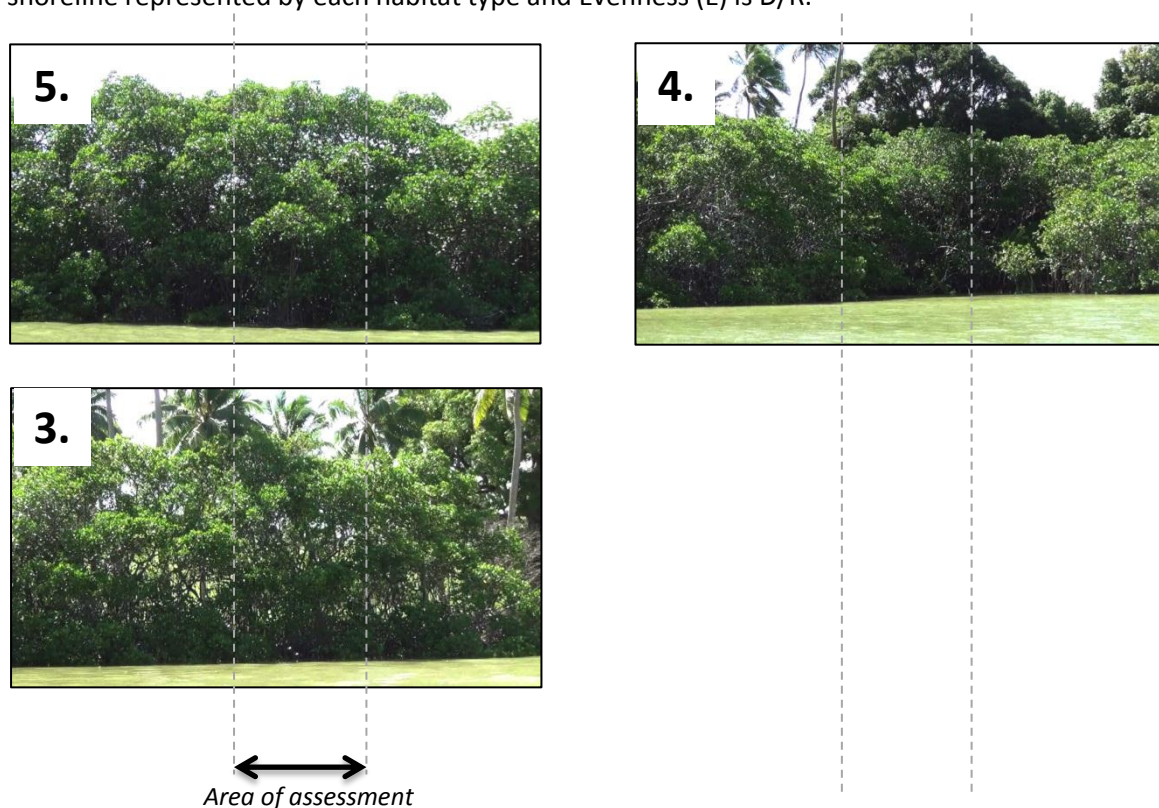 shoreline represented by each habitat type and Evenness (E) is D/R.
5.
4.
3.
Area of assessment